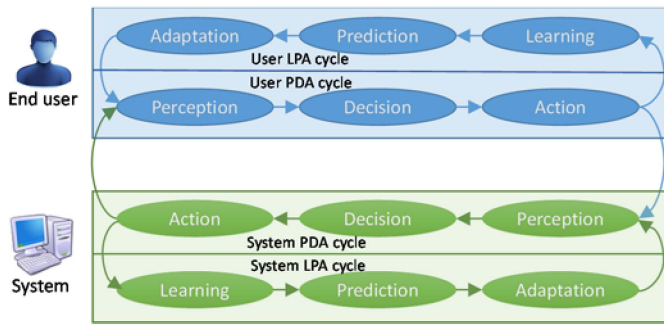 Adaptation Prediction Learning
User LPA cycle
End user
User PDA cycle
Perception Decision Action
Action Decision Perception
System PDA cycle
System
System LPA cycle
Learning Prediction Adaptation